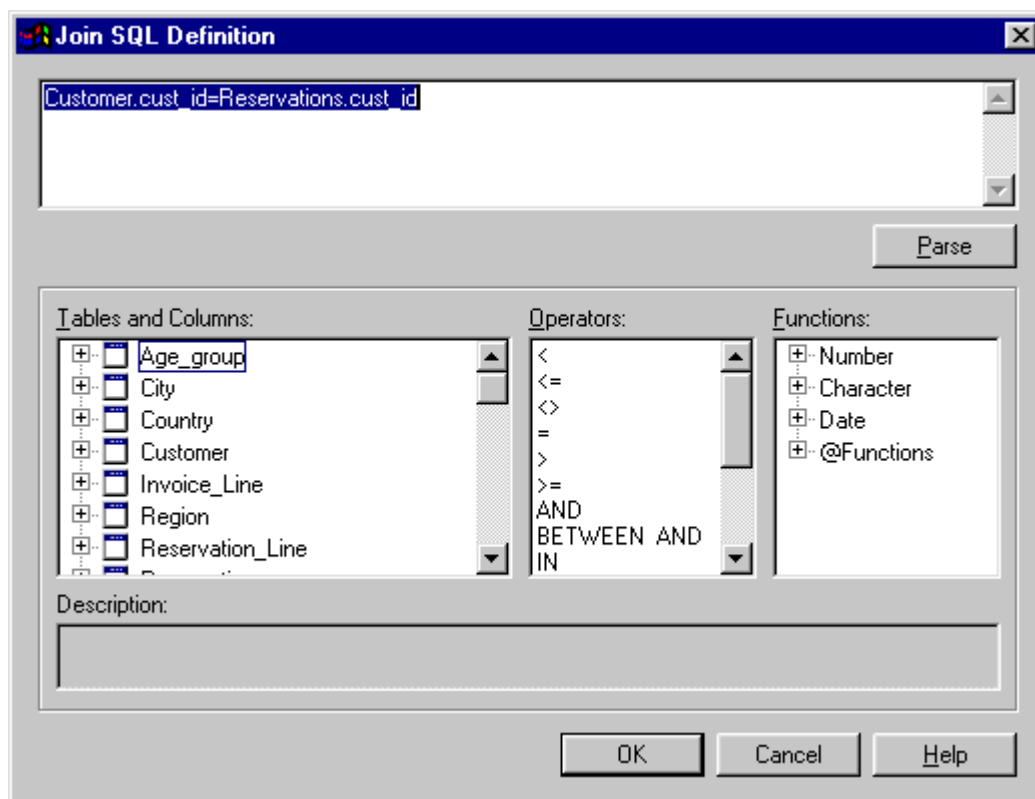 Join SQL Definition
Customer.cust_id=Reservations.cust_id
Parse
Tables and Columns:
Age_group
City
Country
Customer
Invoice_Line
Region
Reservation_Line
Operators:
<
<=
<>
=
>
>=
AND
BETWEEN AND
IN
Functions:
Number
Character
Date
@Functions
Description:
OK
Cancel
Help